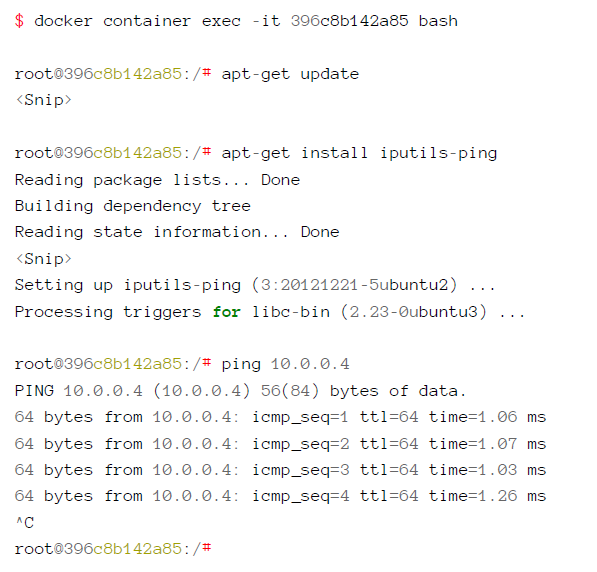 $ docker container exec -it 396c8b142a85 bash
root@396c8b142a85:/# apt-get update
<Snip>
root@396c8b142a85:/# apt-get install iputils-ping
Reading package lists... Done
Building dependency tree
Reading state information... Done
<Snip>
Setting up iputils-ping (3:20121221-5ubuntu2) ...
Processing triggers for libc-bin (2.23-0ubuntu3) ...
root@396c8b142a85:/# ping 10.0.0.4
PING 10.0.0.4 (10.0.0.4) 56(84) bytes of data.
64 bytes from 10.0.0.4: icmp_seq=1 ttl=64 time=1.06 ms
64 bytes from 10.0.0.4: icmp_seq=2 ttl=64 time=1.07 ms
64 bytes from 10.0.0.4: icmp_seq=3 ttl=64 time=1.03 ms
64 bytes from 10.0.0.4: icmp_seq=4 ttl=64 time=1.26 ms
^C
root@396c8b142a85:/#